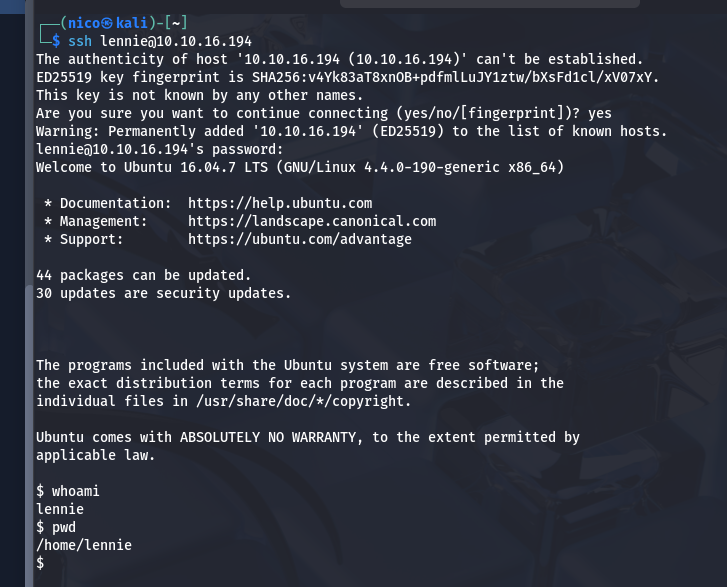 (nico㉿kali)-[~]
$ ssh lennie@10.10.16.194
The authenticity of host '10.10.16.194 (10.10.16.194)' can't be established.
ED25519 key fingerprint is SHA256:v4Yk83aT8xnOB+pdfmlLuJY1ztw/bXsFd1cl/xV07xY.
This key is not known by any other names.
Are you sure you want to continue connecting (yes/no/[fingerprint])? yes
Warning: Permanently added '10.10.16.194' (ED25519) to the list of known hosts.
lennie@10.10.16.194's password:
Welcome to Ubuntu 16.04.7 LTS (GNU/Linux 4.4.0-190-generic x86_64)
* Documentation:  https://help.ubuntu.com
* Management:     https://landscape.canonical.com
* Support:        https://ubuntu.com/advantage
44 packages can be updated.
30 updates are security updates.
The programs included with the Ubuntu system are free software;
the exact distribution terms for each program are described in the
individual files in /usr/share/doc/*/copyright.
Ubuntu comes with ABSOLUTELY NO WARRANTY, to the extent permitted by
applicable law.
$ whoami
lennie
$ pwd
/home/lennie
$